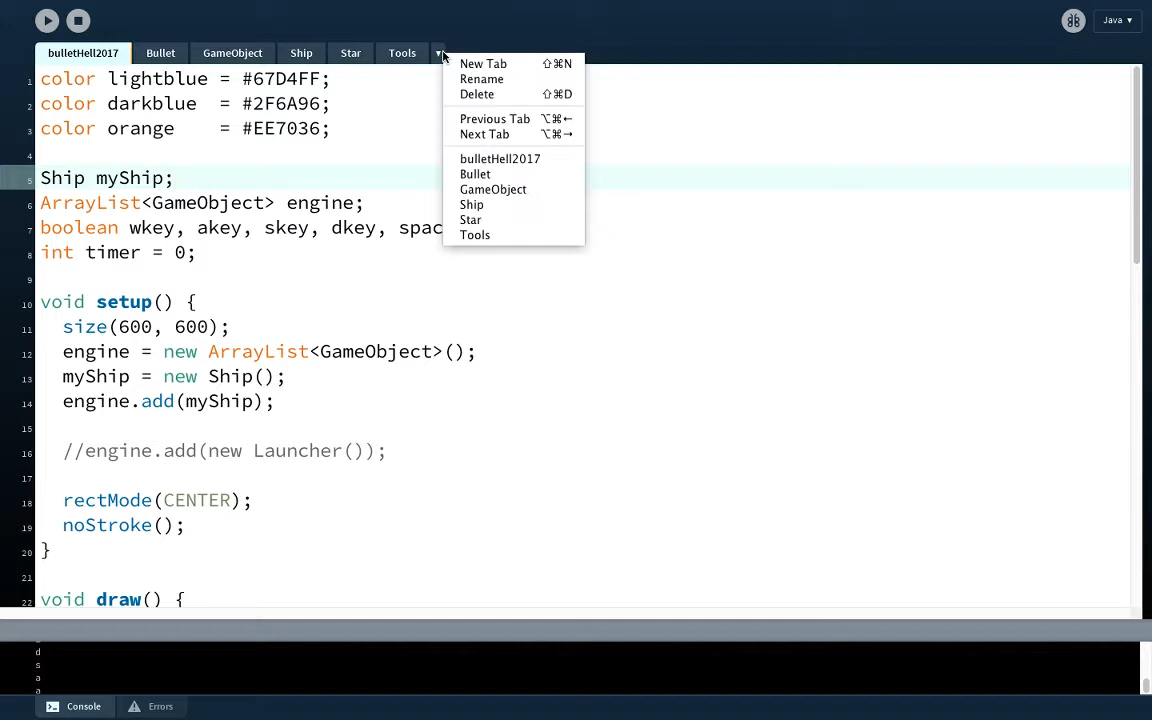 Java ▾
bulletHell2017 Bullet GameObject Ship Star Tools ▾
New Tab ⇧⌘N
Rename
Delete ⇧⌘D
Previous Tab ⌥⌘←
Next Tab ⌥⌘→
bulletHell2017
Bullet
GameObject
Ship
Star
Tools
1 color lightblue = #67D4FF;
2 color darkblue  = #2F6A96;
3 color orange    = #EE7036;
4
5 Ship myShip;
6 ArrayList<GameObject> engine;
7 boolean wkey, akey, skey, dkey, spac
8 int timer = 0;
9
10 void setup() {
11   size(600, 600);
12   engine = new ArrayList<GameObject>();
13   myShip = new Ship();
14   engine.add(myShip);
15
16   //engine.add(new Launcher());
17
18   rectMode(CENTER);
19   noStroke();
20 }
21
22 void draw() {
d
s
a
a
Console Errors